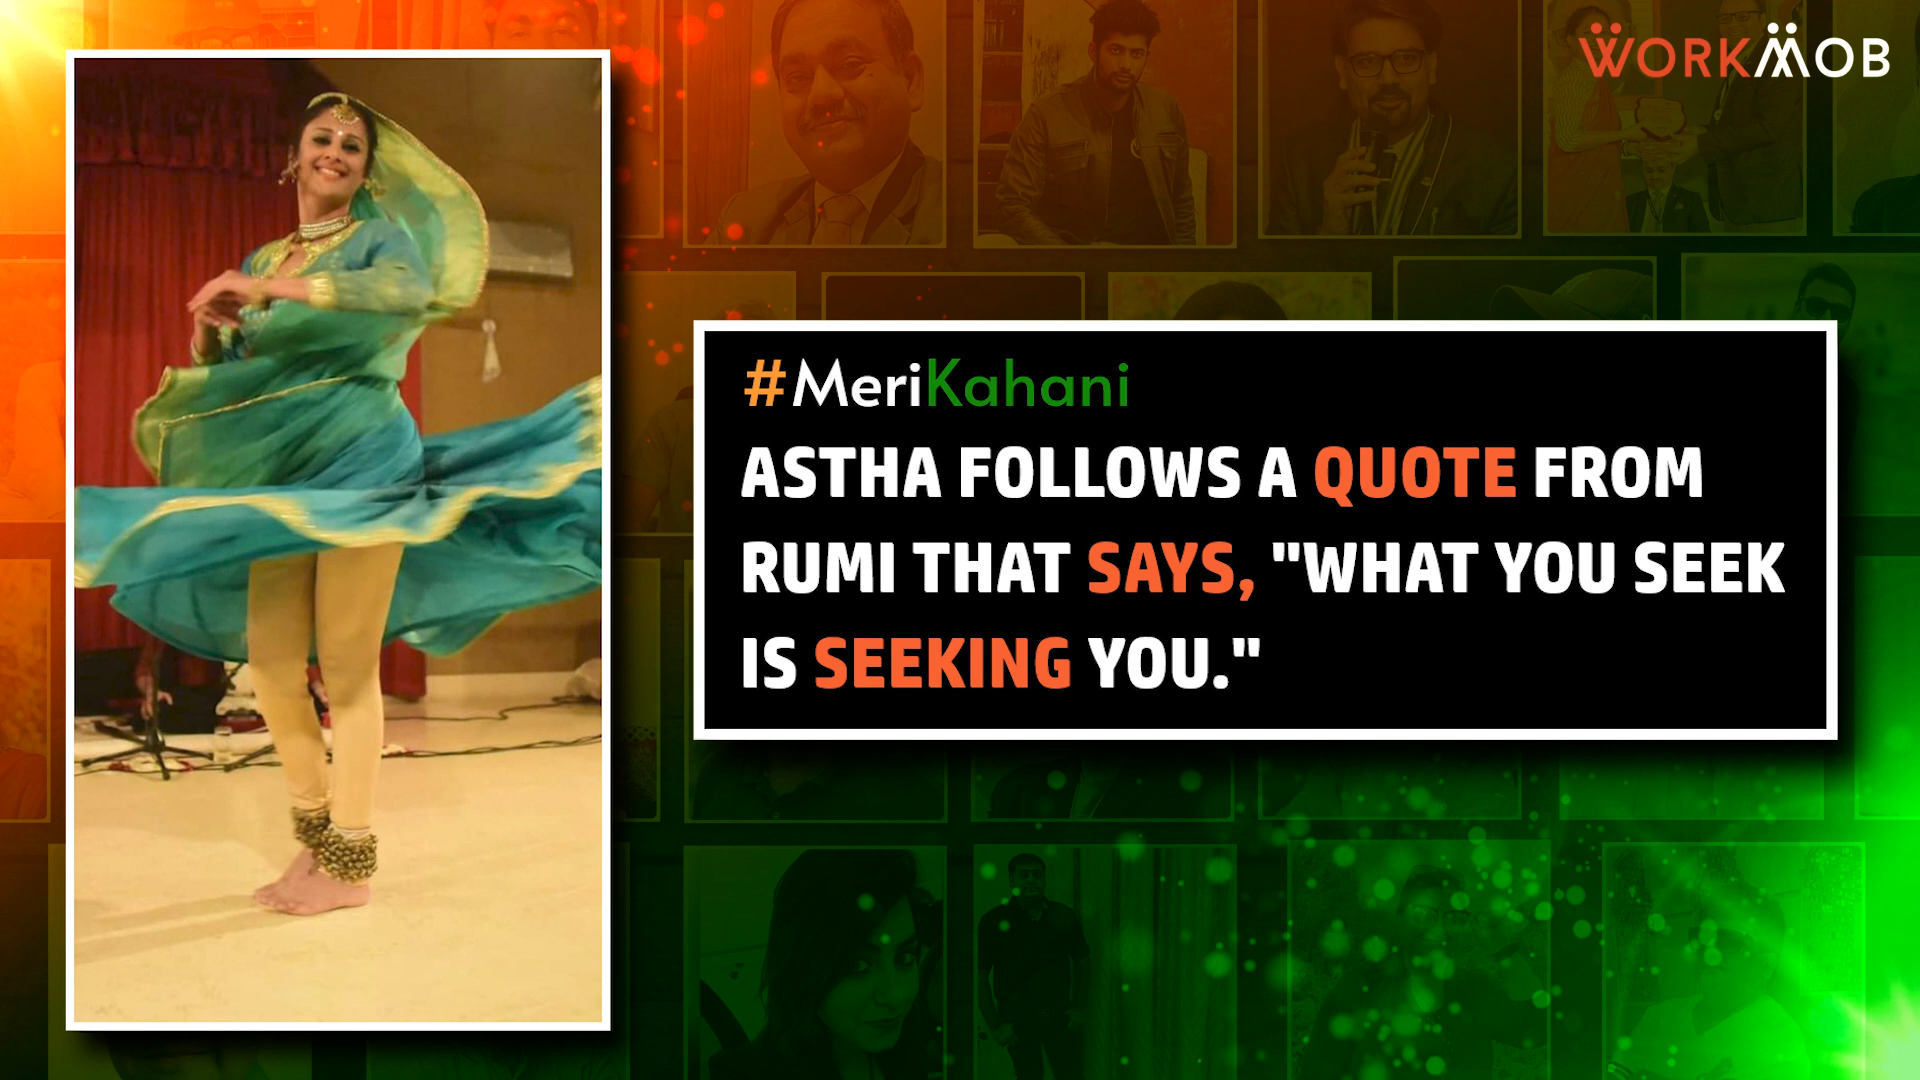 WORKMOB
#MeriKahani
ASTHA FOLLOWS A QUOTE FROM
RUMI THAT SAYS, "WHAT YOU SEEK
IS SEEKING YOU."